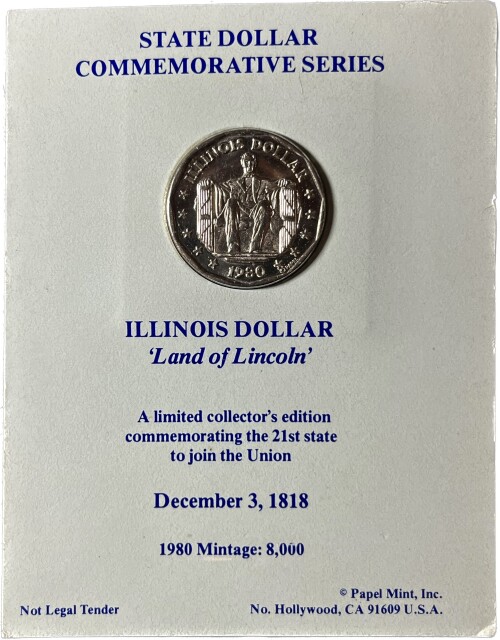 STATE DOLLAR
COMMEMORATIVE SERIES
ILLINOIS DOLLAR
1980
ILLINOIS DOLLAR
‘Land of Lincoln’
A limited collector’s edition
commemorating the 21st state
to join the Union
December 3, 1818
1980 Mintage: 8,000
© Papel Mint, Inc.
Not Legal Tender No. Hollywood, CA 91609 U.S.A.